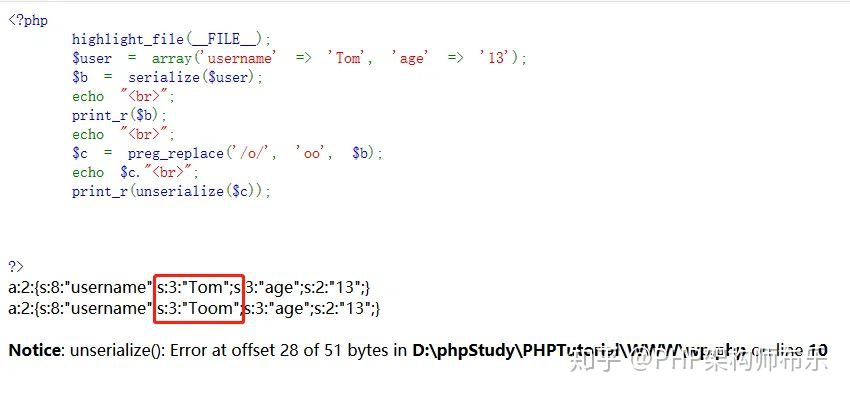 <?php
highlight_file(__FILE__);
$user = array('username' => 'Tom', 'age' => '13');
$b = serialize($user);
echo "<br>";
print_r($b);
echo "<br>";
$c = preg_replace('/o/', 'oo', $b);
echo $c."<br>";
print_r(unserialize($c));
?>
a:2:{s:8:"username";s:3:"Tom";s:3:"age";s:2:"13";}
a:2:{s:8:"username";s:3:"Toom";s:3:"age";s:2:"13";}
Notice: unserialize(): Error at offset 28 of 51 bytes in D:\phpStudy\PHPTutorial\WWW\wp.php on line 10
知乎 @PHP架构师布乐